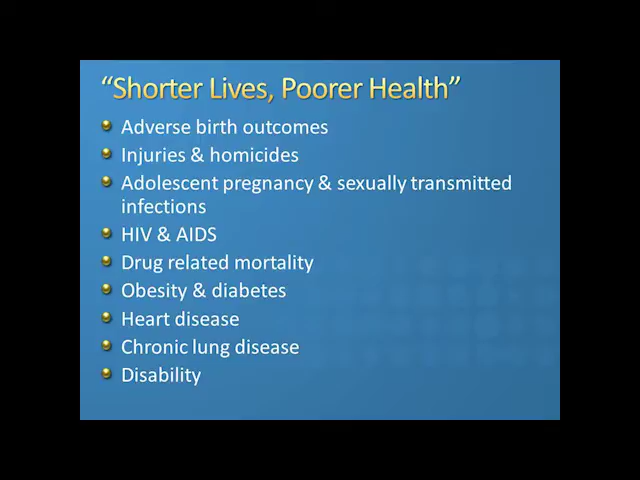 “Shorter Lives, Poorer Health”
Adverse birth outcomes
Injuries & homicides
Adolescent pregnancy & sexually transmitted
infections
HIV & AIDS
Drug related mortality
Obesity & diabetes
Heart disease
Chronic lung disease
Disability